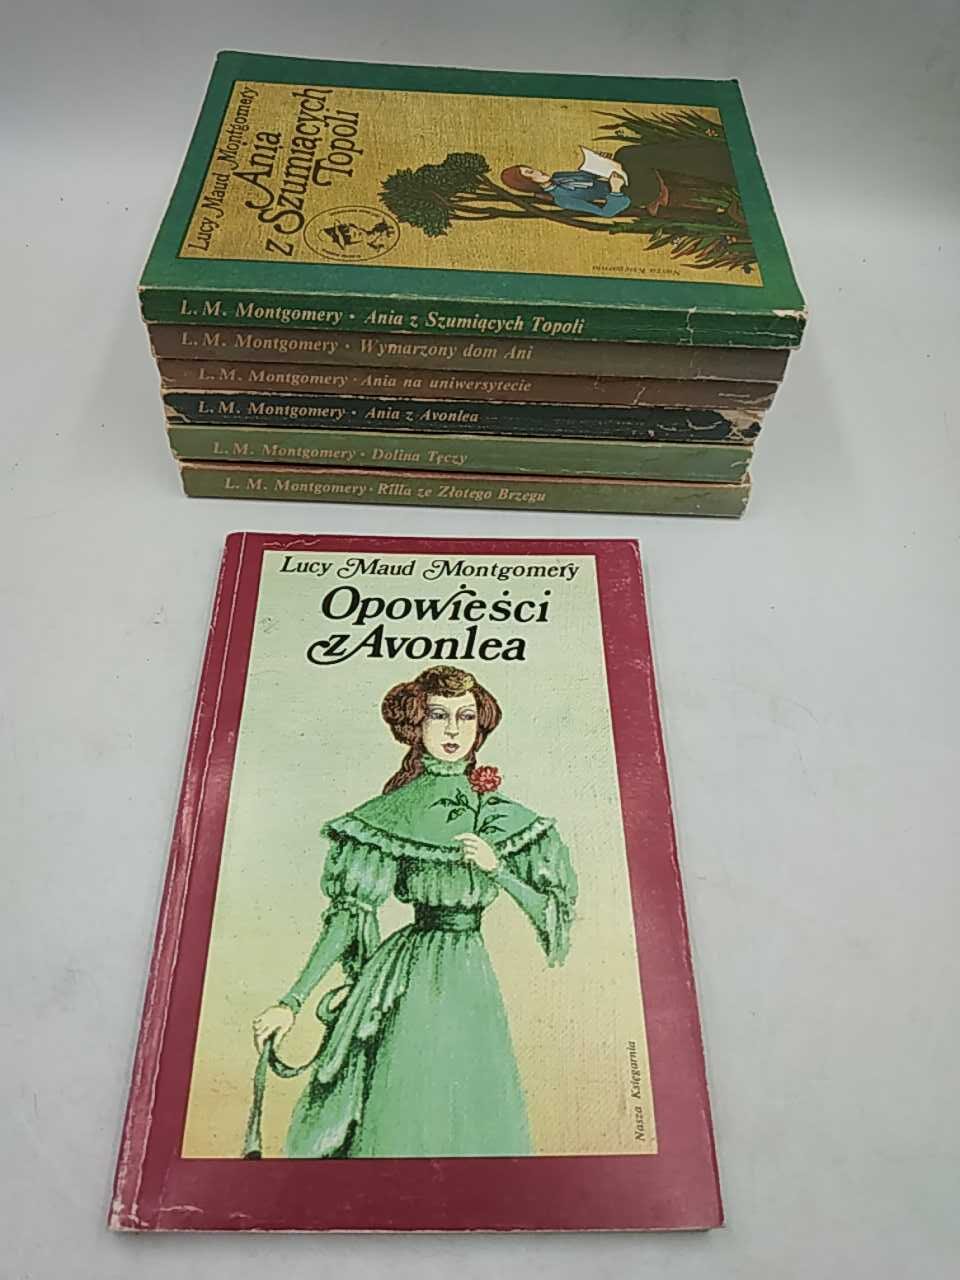 Lucy Maud Montgomery
Ania
z Szumiących
Topoli
Nasza Księgarnia
L. M. Montgomery • Ania z Szumiących Topoli
L. M. Montgomery • Wymarzony dom Ani
L. M. Montgomery • Ania na uniwersytecie
L. M. Montgomery • Ania z Avonlea
L. M. Montgomery • Dolina Tęczy
L. M. Montgomery • Rilla ze Złotego Brzegu
Lucy Maud Montgomery
Opowieści
z Avonlea
Nasza Księgarnia